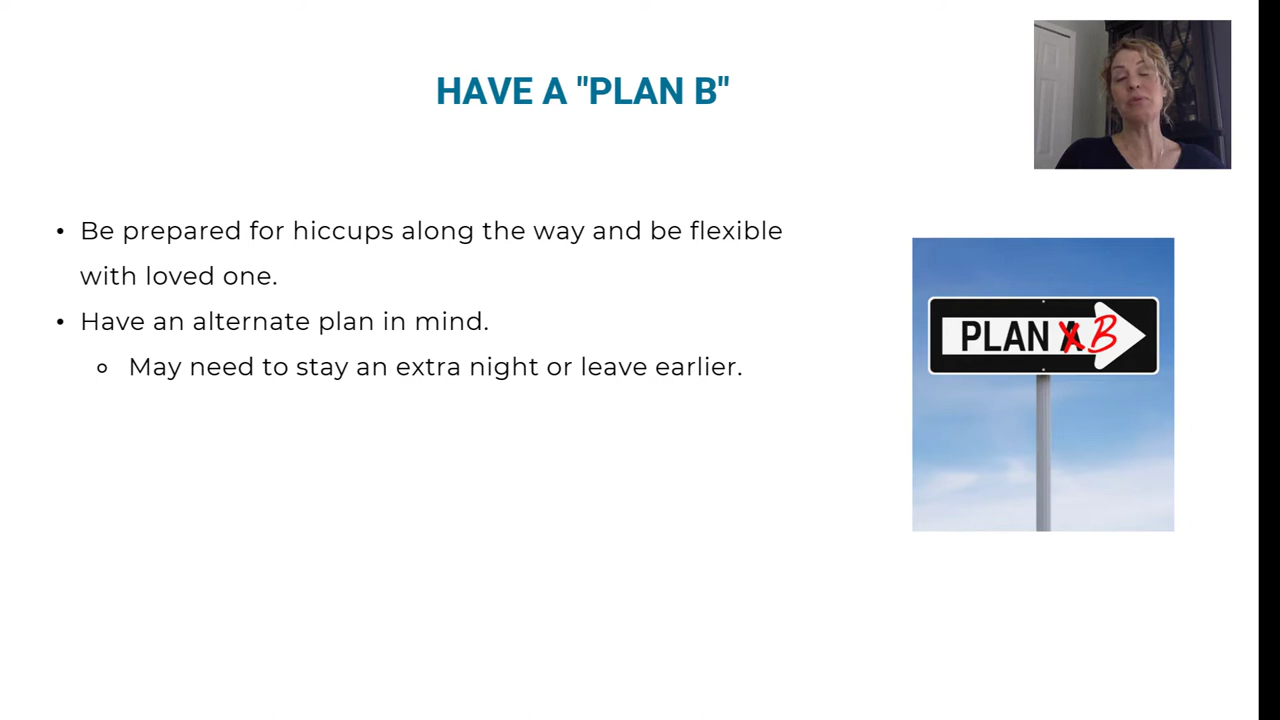 HAVE A "PLAN B"
• Be prepared for hiccups along the way and be flexible
with loved one.
• Have an alternate plan in mind.
○ May need to stay an extra night or leave earlier.
PLAN A B